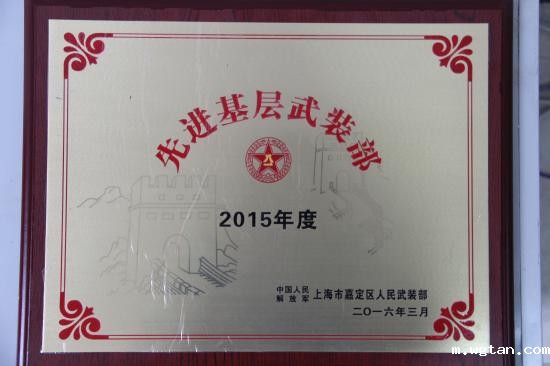 先进基层武装部
2015年度
中国人民
解放军 上海市嘉定区人民武装部
二〇一六年三月
m.wgtan.com